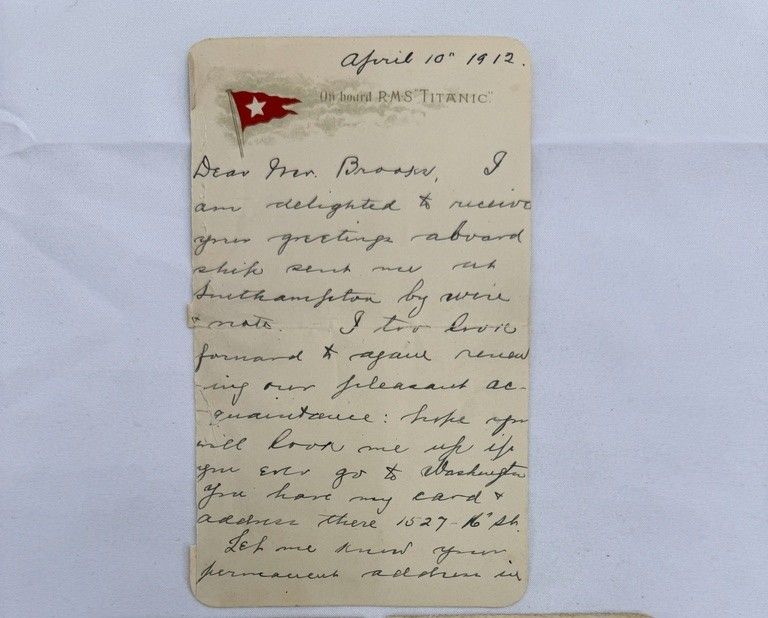 April 10" 1912.
On board R.M.S "TITANIC".
Dear Mr. Brooks, I
am delighted to receive
your greetings aboard
ship sent me at
Southampton by wire
& note. I too look
forward to again renew
-ing our pleasant ac-
quaintance: hope you
will look me up if
you ever go to Washington
You have my card &
address there 1527-16" St.
Let me know your
permanent address in